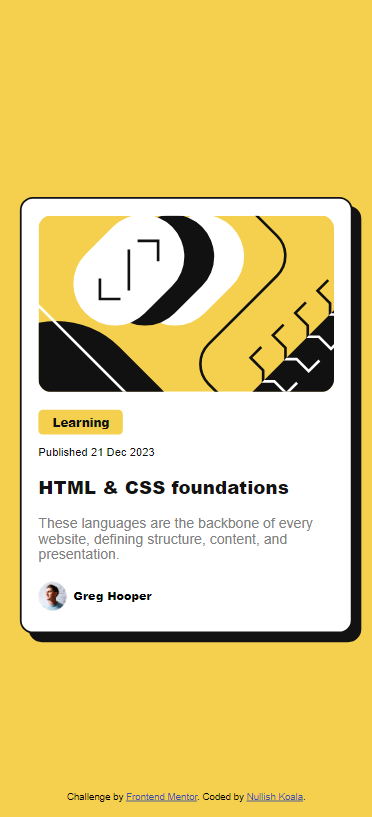 Learning
Published 21 Dec 2023
HTML & CSS foundations
These languages are the backbone of every
website, defining structure, content, and
presentation.
Greg Hooper
Challenge by Frontend Mentor. Coded by Nullish Koala.